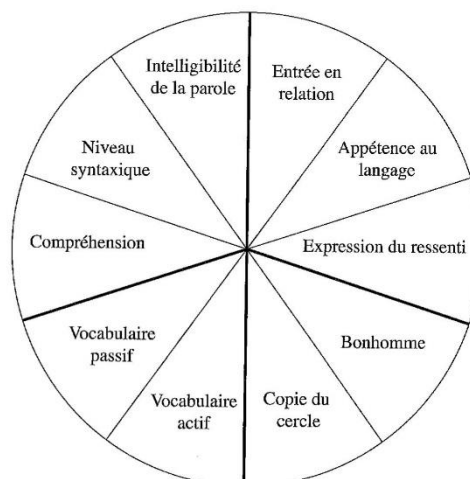 Intelligibilité
de la parole
Entrée en
relation
Appétence au
langage
Expression du ressenti
Bonhomme
Copie du
cercle
Vocabulaire
actif
Vocabulaire
passif
Compréhension
Niveau
syntaxique